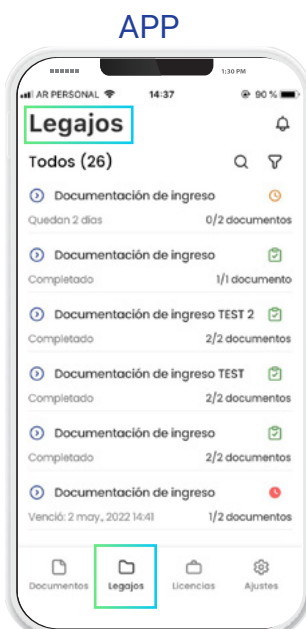 APP
1:30 PM
AR PERSONAL 14:37 90 %
Legajos
Todos (26)
Documentación de ingreso
Quedan 2 días 0/2 documentos
Documentación de ingreso
Completado 1/1 documento
Documentación de ingreso TEST 2
Completado 2/2 documentos
Documentación de ingreso TEST
Completado 2/2 documentos
Documentación de ingreso
Completado 2/2 documentos
Documentación de ingreso
Venció: 2 may., 2022 14:41 1/2 documentos
Documentos Legajos Licencias Ajustes